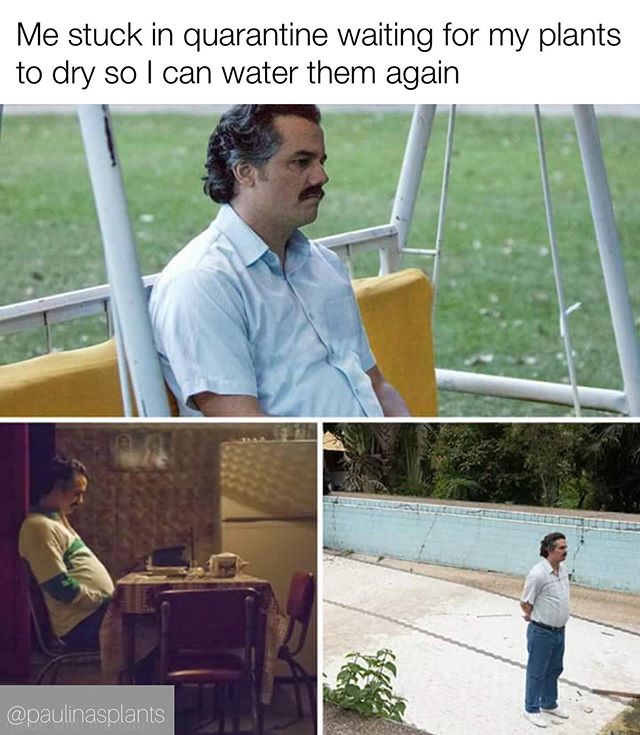 Me stuck in quarantine waiting for my plants
to dry so I can water them again
@paulinasplants